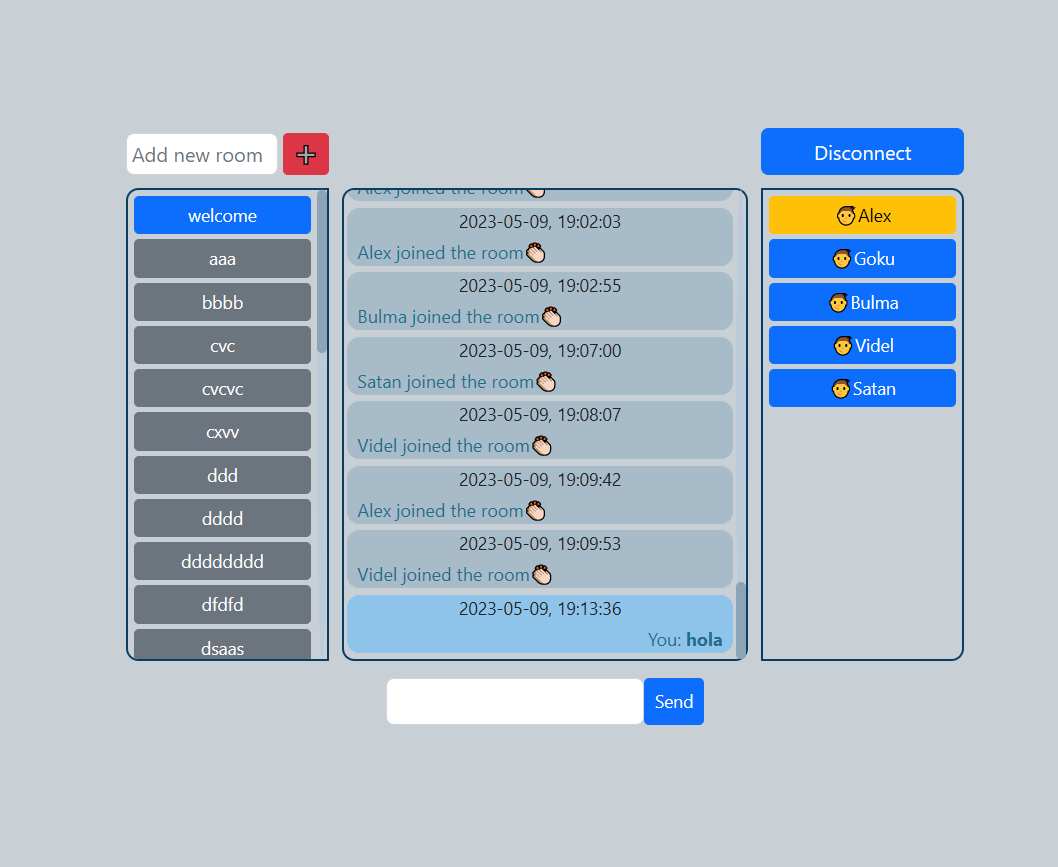 Add new room
Disconnect
welcome
aaa
bbbb
cvc
cvcvc
cxvv
ddd
dddd
dddddddd
dfdfd
dsaas
Alex joined the room
2023-05-09, 19:02:03
Alex joined the room
2023-05-09, 19:02:55
Bulma joined the room
2023-05-09, 19:07:00
Satan joined the room
2023-05-09, 19:08:07
Videl joined the room
2023-05-09, 19:09:42
Alex joined the room
2023-05-09, 19:09:53
Videl joined the room
2023-05-09, 19:13:36
You: hola
Alex
Goku
Bulma
Videl
Satan
Send